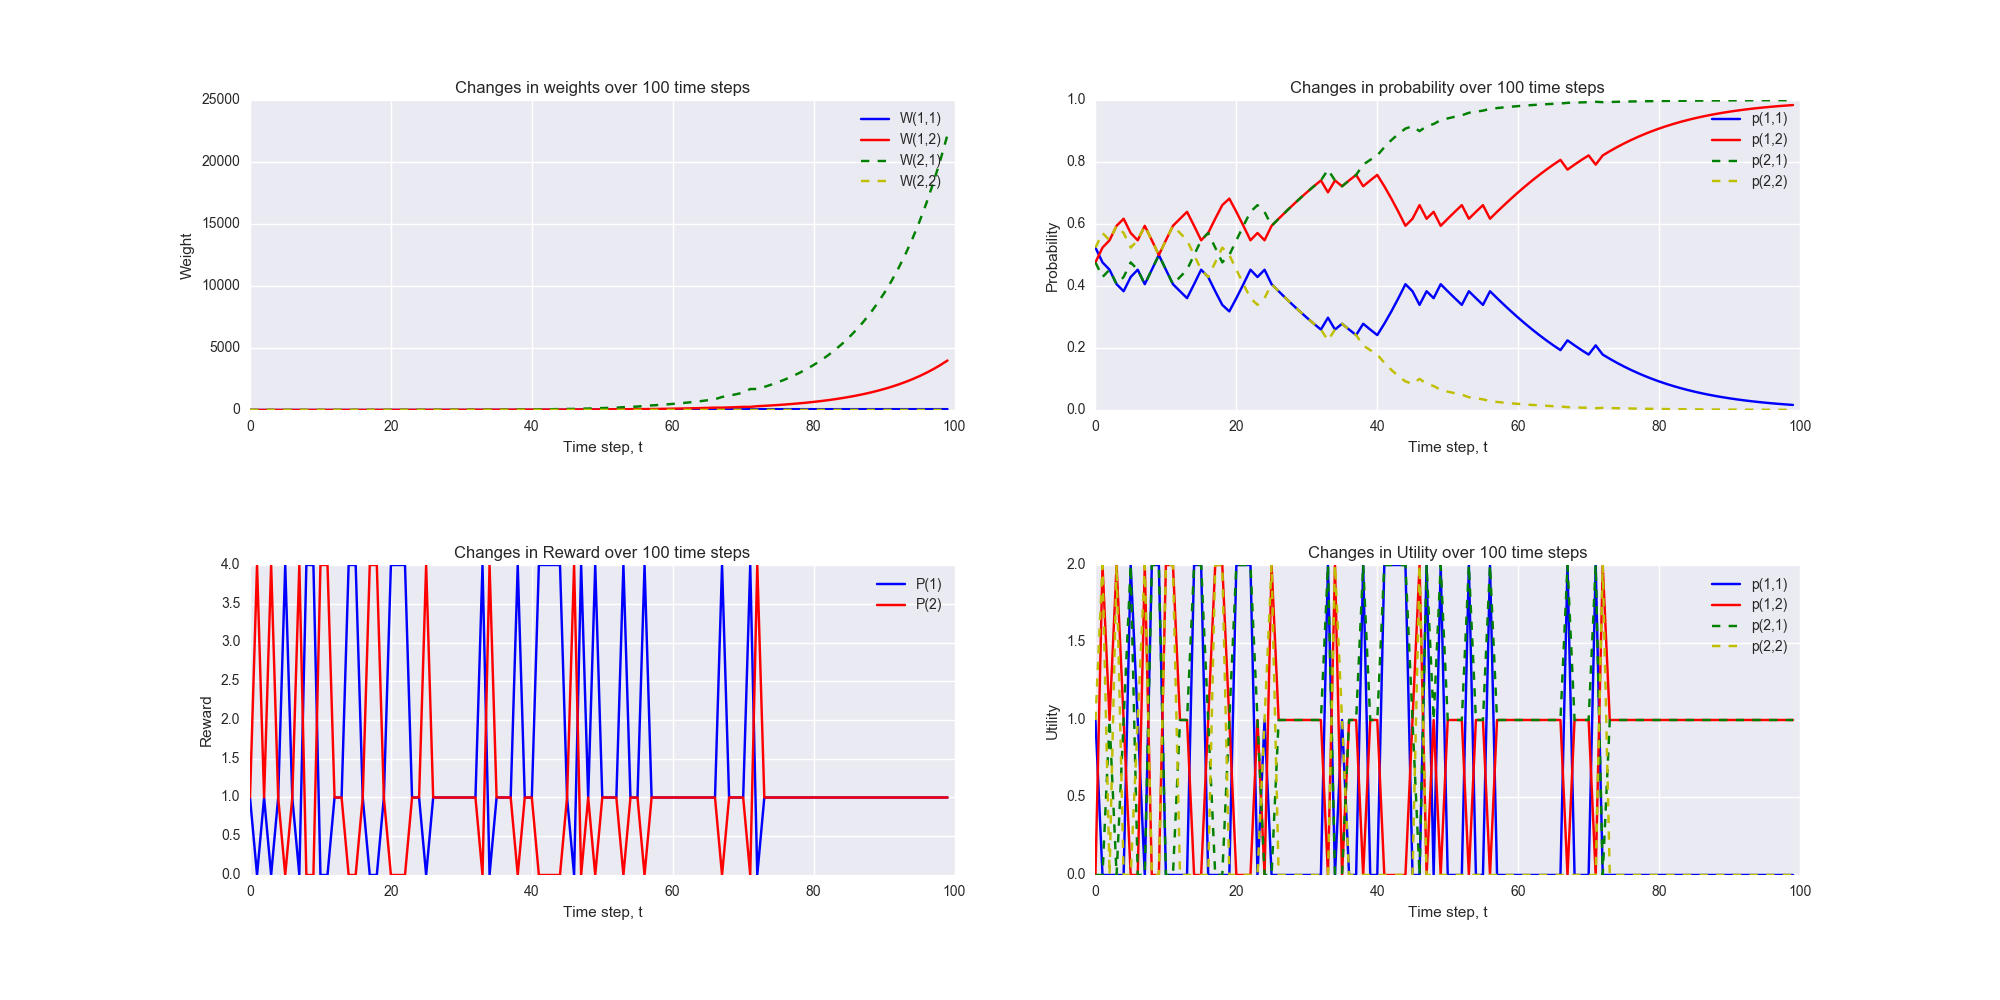 Changes in weights over 100 time steps
25000
20000
15000
10000
5000
0
Weight
W(1,1)
W(1,2)
W(2,1)
W(2,2)
0 20 40 60 80 100
Time step, t
Changes in probability over 100 time steps
1.0
0.8
0.6
0.4
0.2
0.0
Probability
p(1,1)
p(1,2)
p(2,1)
p(2,2)
0 20 40 60 80 100
Time step, t
Changes in Reward over 100 time steps
4.0
3.5
3.0
2.5
2.0
1.5
1.0
0.5
0.0
Reward
P(1)
P(2)
0 20 40 60 80 100
Time step, t
Changes in Utility over 100 time steps
2.0
1.5
1.0
0.5
0.0
Utility
p(1,1)
p(1,2)
p(2,1)
p(2,2)
0 20 40 60 80 100
Time step, t